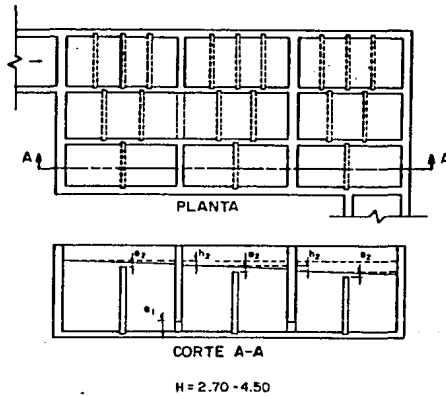 A A
PLANTA
e₂ h₂ e₂ h₂ e₂
e₁
CORTE A-A
H = 2.70 - 4.50